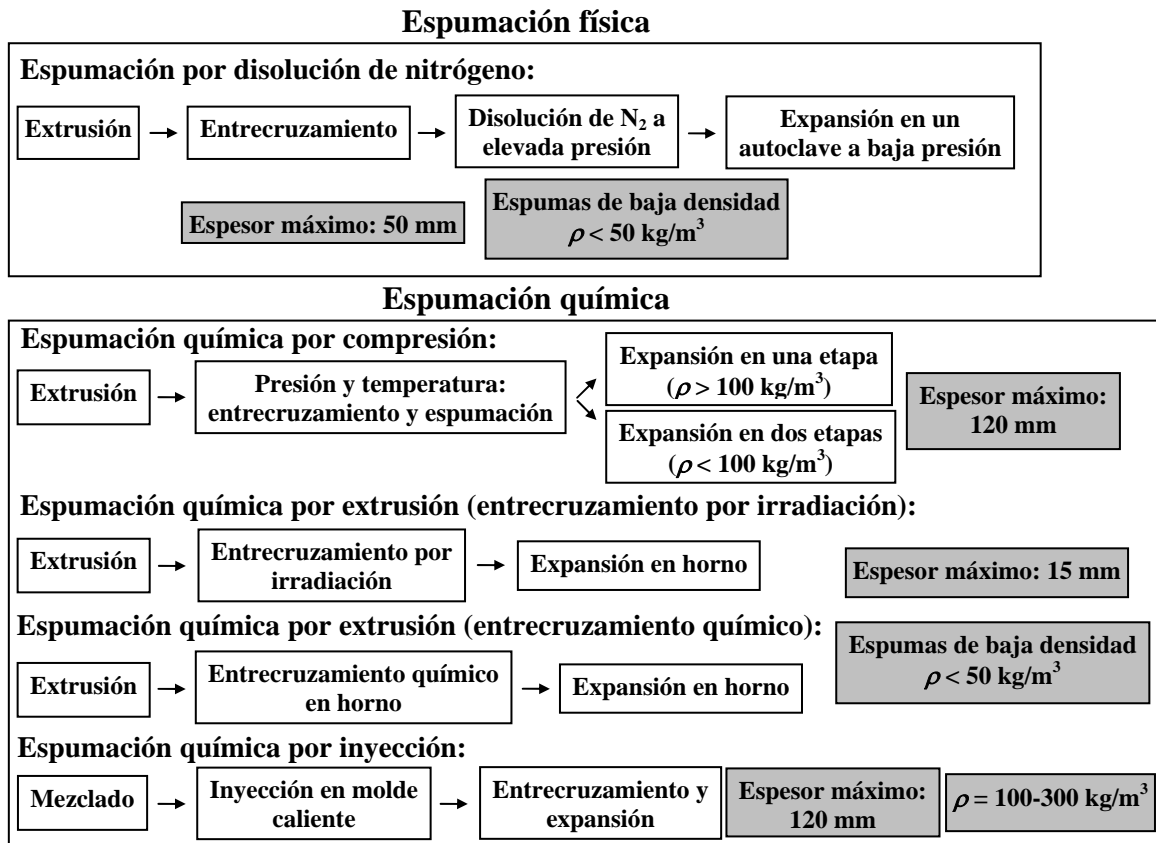 Espumación física
Espumación por disolución de nitrógeno:
Extrusión
Entrecruzamiento
Disolución de N₂ a
elevada presión
Expansión en un
autoclave a baja presión
Espesor máximo: 50 mm
Espumas de baja densidad
ρ < 50 kg/m³
Espumación química
Espumación química por compresión:
Extrusión
Presión y temperatura:
entrecruzamiento y espumación
Expansión en una etapa
(ρ > 100 kg/m³)
Expansión en dos etapas
(ρ < 100 kg/m³)
Espesor máximo:
120 mm
Espumación química por extrusión (entrecruzamiento por irradiación):
Extrusión
Entrecruzamiento por
irradiación
Expansión en horno
Espesor máximo: 15 mm
Espumación química por extrusión (entrecruzamiento químico):
Extrusión
Entrecruzamiento químico
en horno
Expansión en horno
Espumas de baja densidad
ρ < 50 kg/m³
Espumación química por inyección:
Mezclado
Inyección en molde
caliente
Entrecruzamiento y
expansión
Espesor máximo:
120 mm
ρ = 100-300 kg/m³